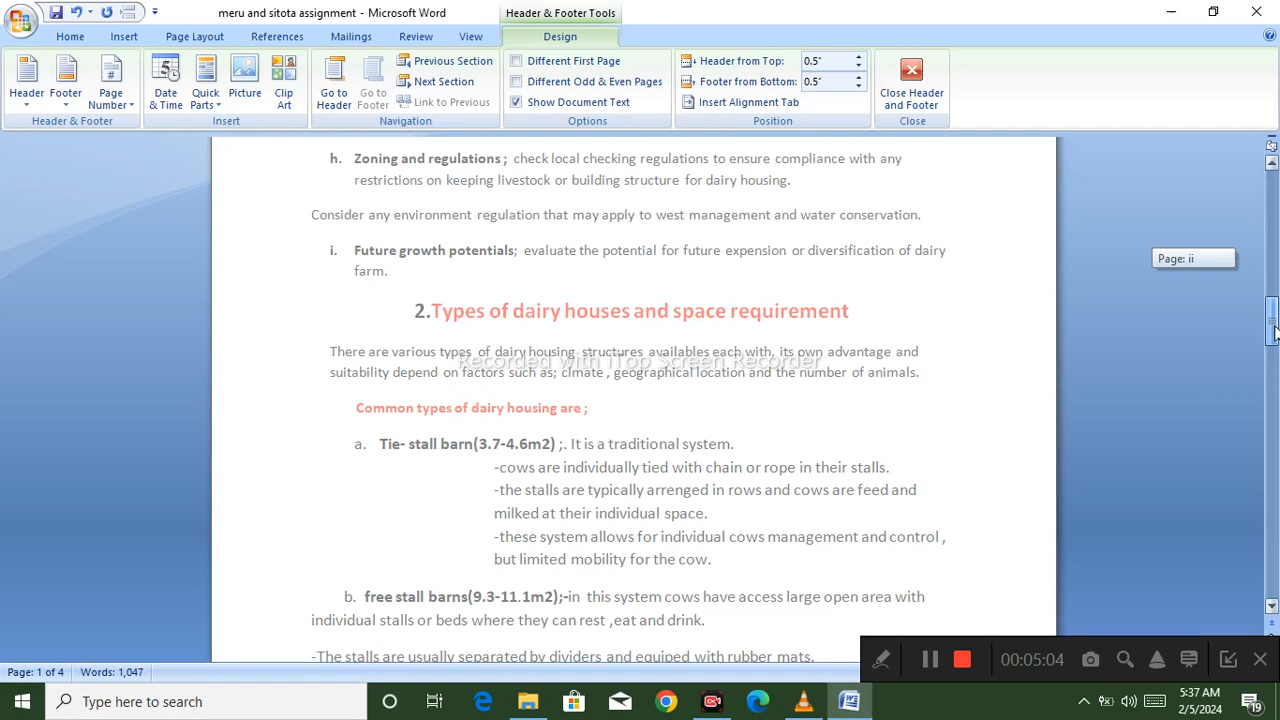 meru and sitota assignment - Microsoft Word
Header & Footer Tools
Home Insert Page Layout References Mailings Review View Design
Header Footer Page Number
Header & Footer
Date & Time Quick Parts Picture Clip Art
Insert
Go to Header Go to Footer Previous Section Next Section Link to Previous
Navigation
Different First Page
Different Odd & Even Pages
Show Document Text
Options
Header from Top: 0.5"
Footer from Bottom: 0.5"
Insert Alignment Tab
Position
Close Header and Footer
Close
h. Zoning and regulations ; check local checking regulations to ensure compliance with any
restrictions on keeping livestock or building structure for dairy housing.
Consider any environment regulation that may apply to west management and water conservation.
i. Future growth potentials; evaluate the potential for future expension or diversification of dairy
farm.
Page: ii
2.Types of dairy houses and space requirement
There are various types of dairy housing structures availables each with, its own advantage and
Recorded with iTop Screen Recorder
suitability depend on factors such as; clmate , geographical location and the number of animals.
Common types of dairy housing are ;
a. Tie- stall barn(3.7-4.6m2) ;. It is a traditional system.
-cows are individually tied with chain or rope in their stalls.
-the stalls are typically arrenged in rows and cows are feed and
milked at their individual space.
-these system allows for individual cows management and control ,
but limited mobility for the cow.
b. free stall barns(9.3-11.1m2);-in this system cows have access large open area with
individual stalls or beds where they can rest ,eat and drink.
-The stalls are usually separated by dividers and equiped with rubber mats.
00:05:04
Page: 1 of 4 Words: 1,047
Type here to search
5:37 AM
2/5/2024
19